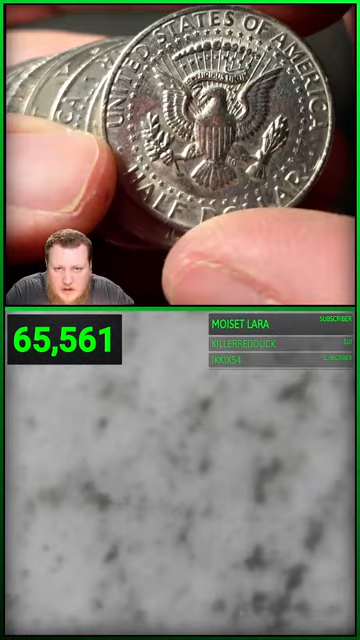 UNITED STATES OF AMERICA
HALF DOLLAR
65,561
SUBSCRIBER
MOISET LARA
KILLERREDDUCK
IKKIX54
SUBSCRIBER